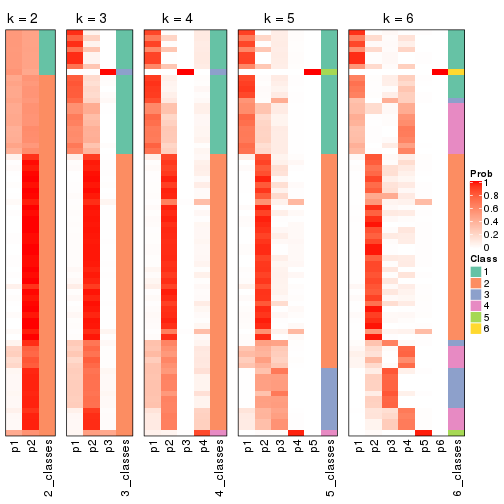 k = 2
k = 3
k = 4
k = 5
k = 6
p1
p2
2_classes
p1
p2
p3
3_classes
p1
p2
p3
p4
4_classes
p1
p2
p3
p4
p5
5_classes
p1
p2
p3
p4
p5
p6
6_classes
Prob
1
0.8
0.6
0.4
0.2
0
Class
1
2
3
4
5
6